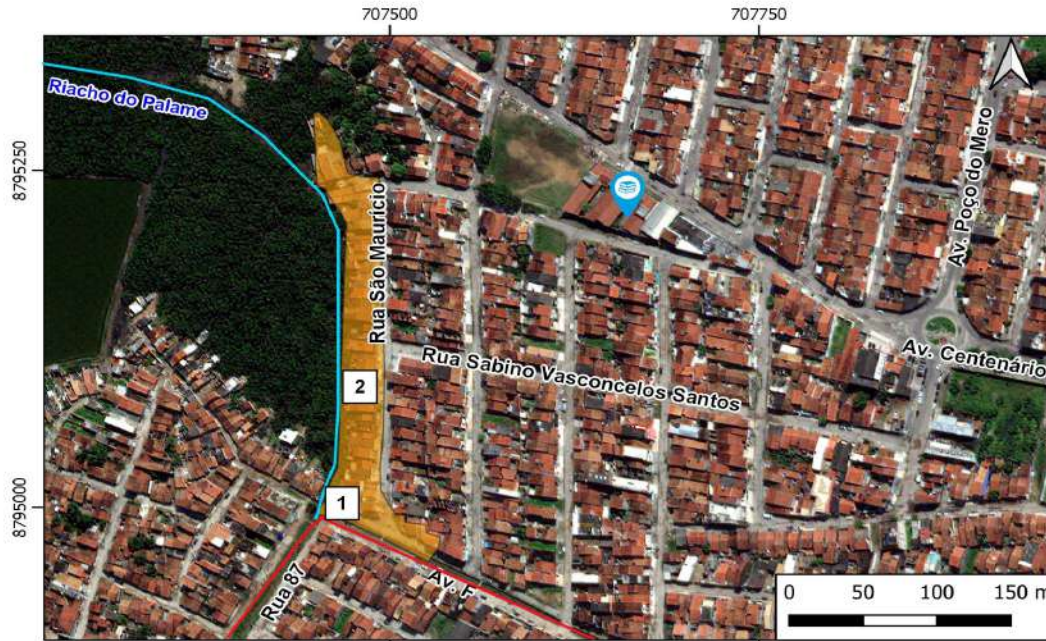 707500
707750
Riacho do Palame
8795250
Rua São Maurício
Av. Poço do Mero
Av. Centenário
Rua Sabino Vasconcelos Santos
2
8795000
1
Rua 87
Av. F
0 50 100 150 m